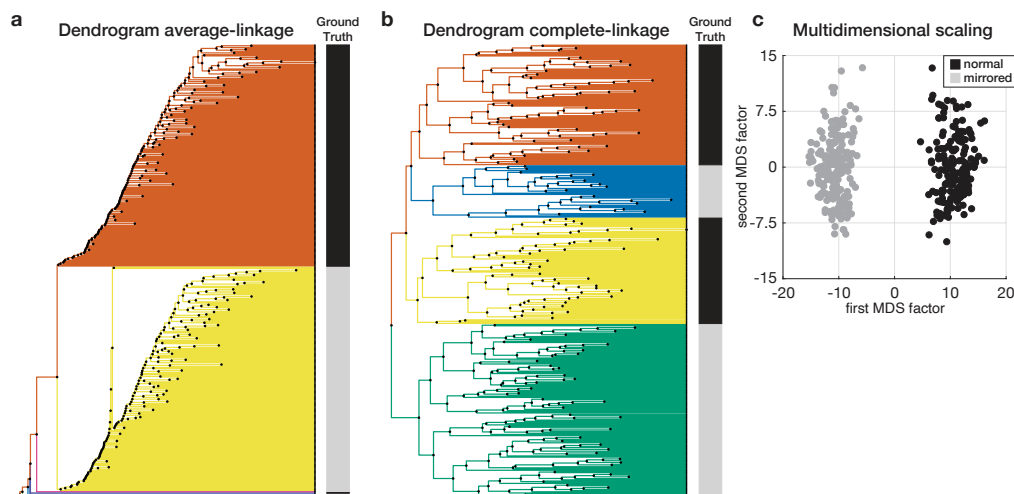 a
Dendrogram average-linkage
Ground
Truth
b
Dendrogram complete-linkage
Ground
Truth
c
Multidimensional scaling
normal
mirrored
second MDS factor
15
7.5
0
-7.5
-15
-20
-10
0
10
20
first MDS factor